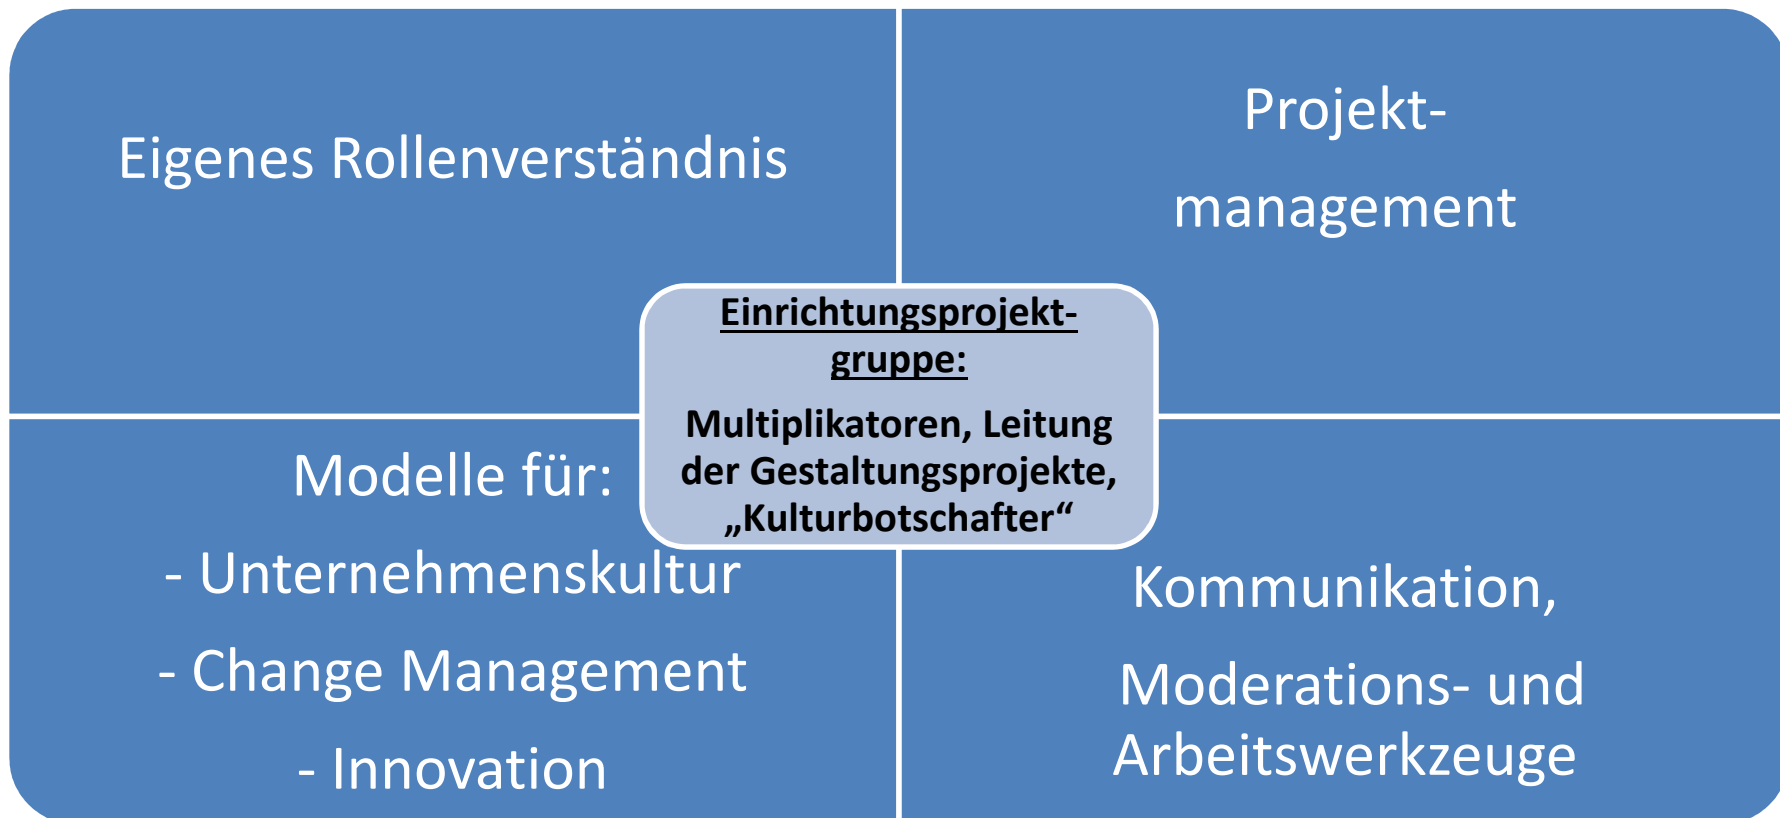 Eigenes Rollenverständnis
Projekt-
management
Einrichtungsprojekt-
gruppe:
Multiplikatoren, Leitung
der Gestaltungsprojekte,
„Kulturbotschafter“
Modelle für:
- Unternehmenskultur
- Change Management
- Innovation
Kommunikation,
Moderations- und
Arbeitswerkzeuge